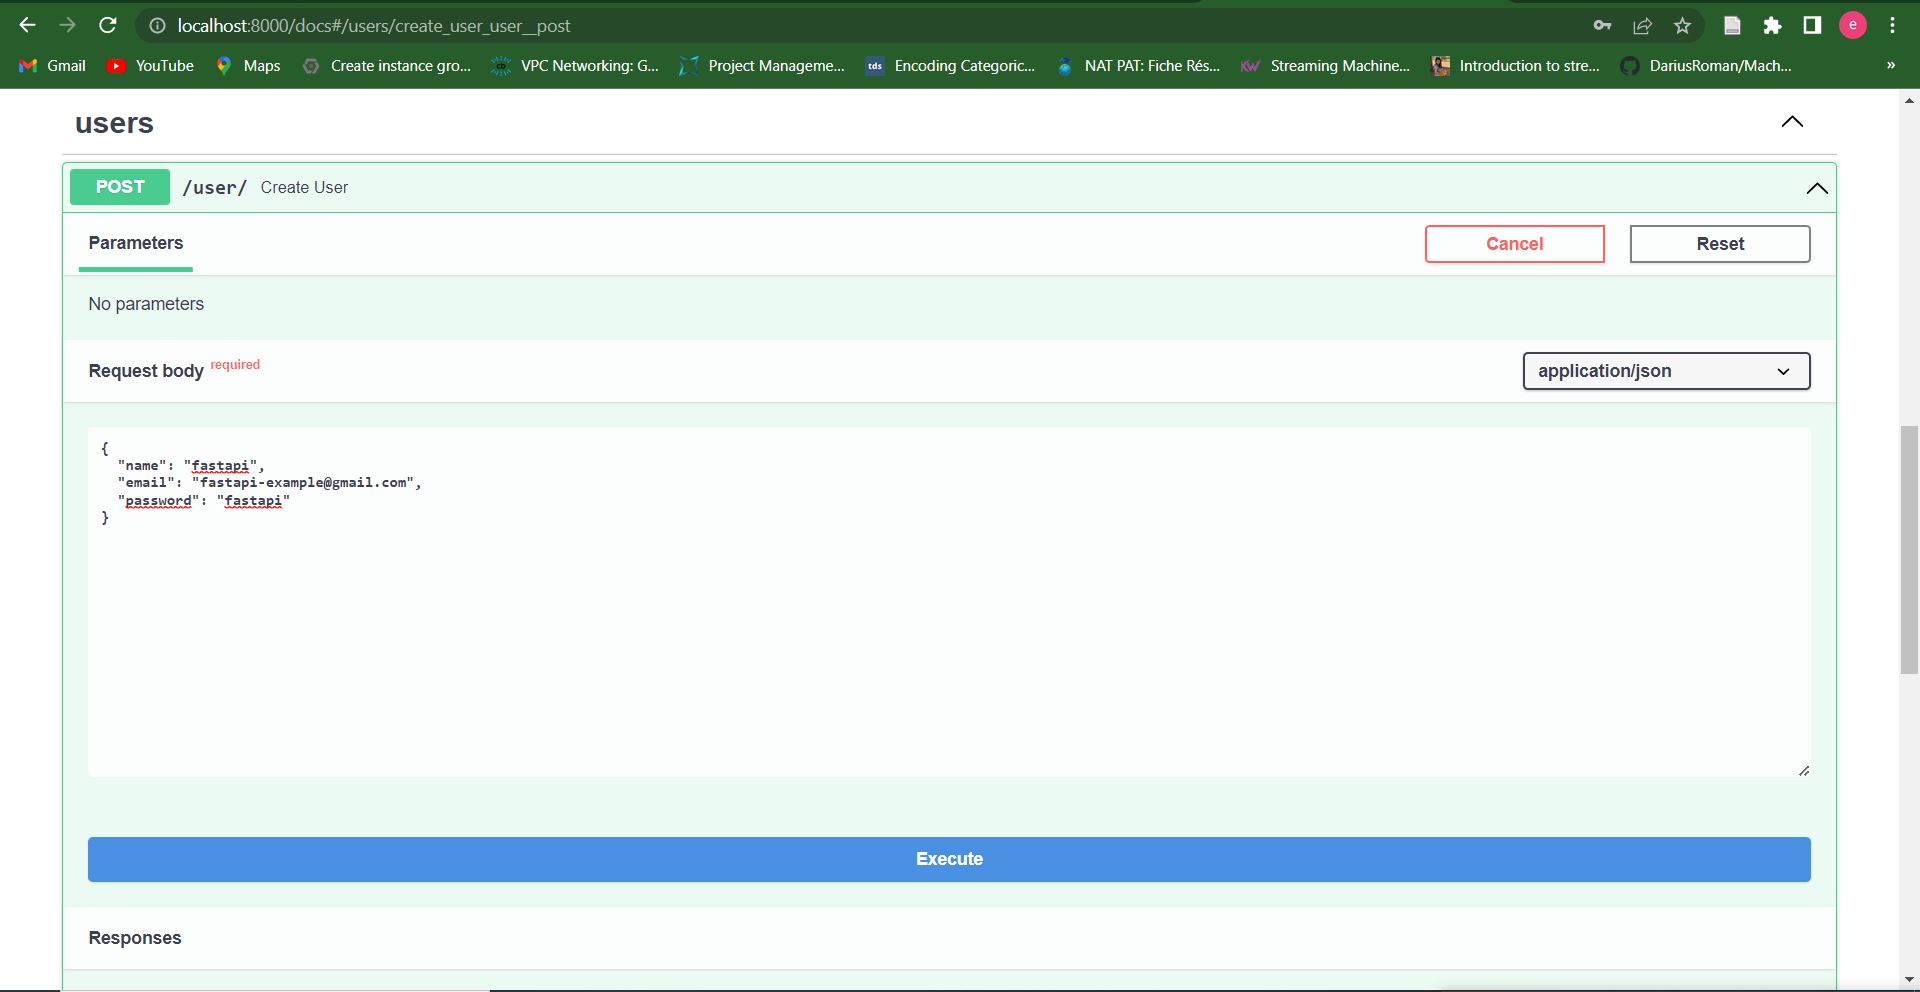 localhost:8000/docs#/users/create_user_user__post
e
Gmail YouTube Maps Create instance gro... VPC Networking: G... Project Manageme... tds Encoding Categoric... NAT PAT: Fiche Rés... KW Streaming Machine... Introduction to stre... DariusRoman/Mach... »
users
POST /user/ Create User
Parameters Cancel Reset
No parameters
Request body required application/json
{
"name": "fastapi",
"email": "fastapi-example@gmail.com",
"password": "fastapi"
}
Execute
Responses